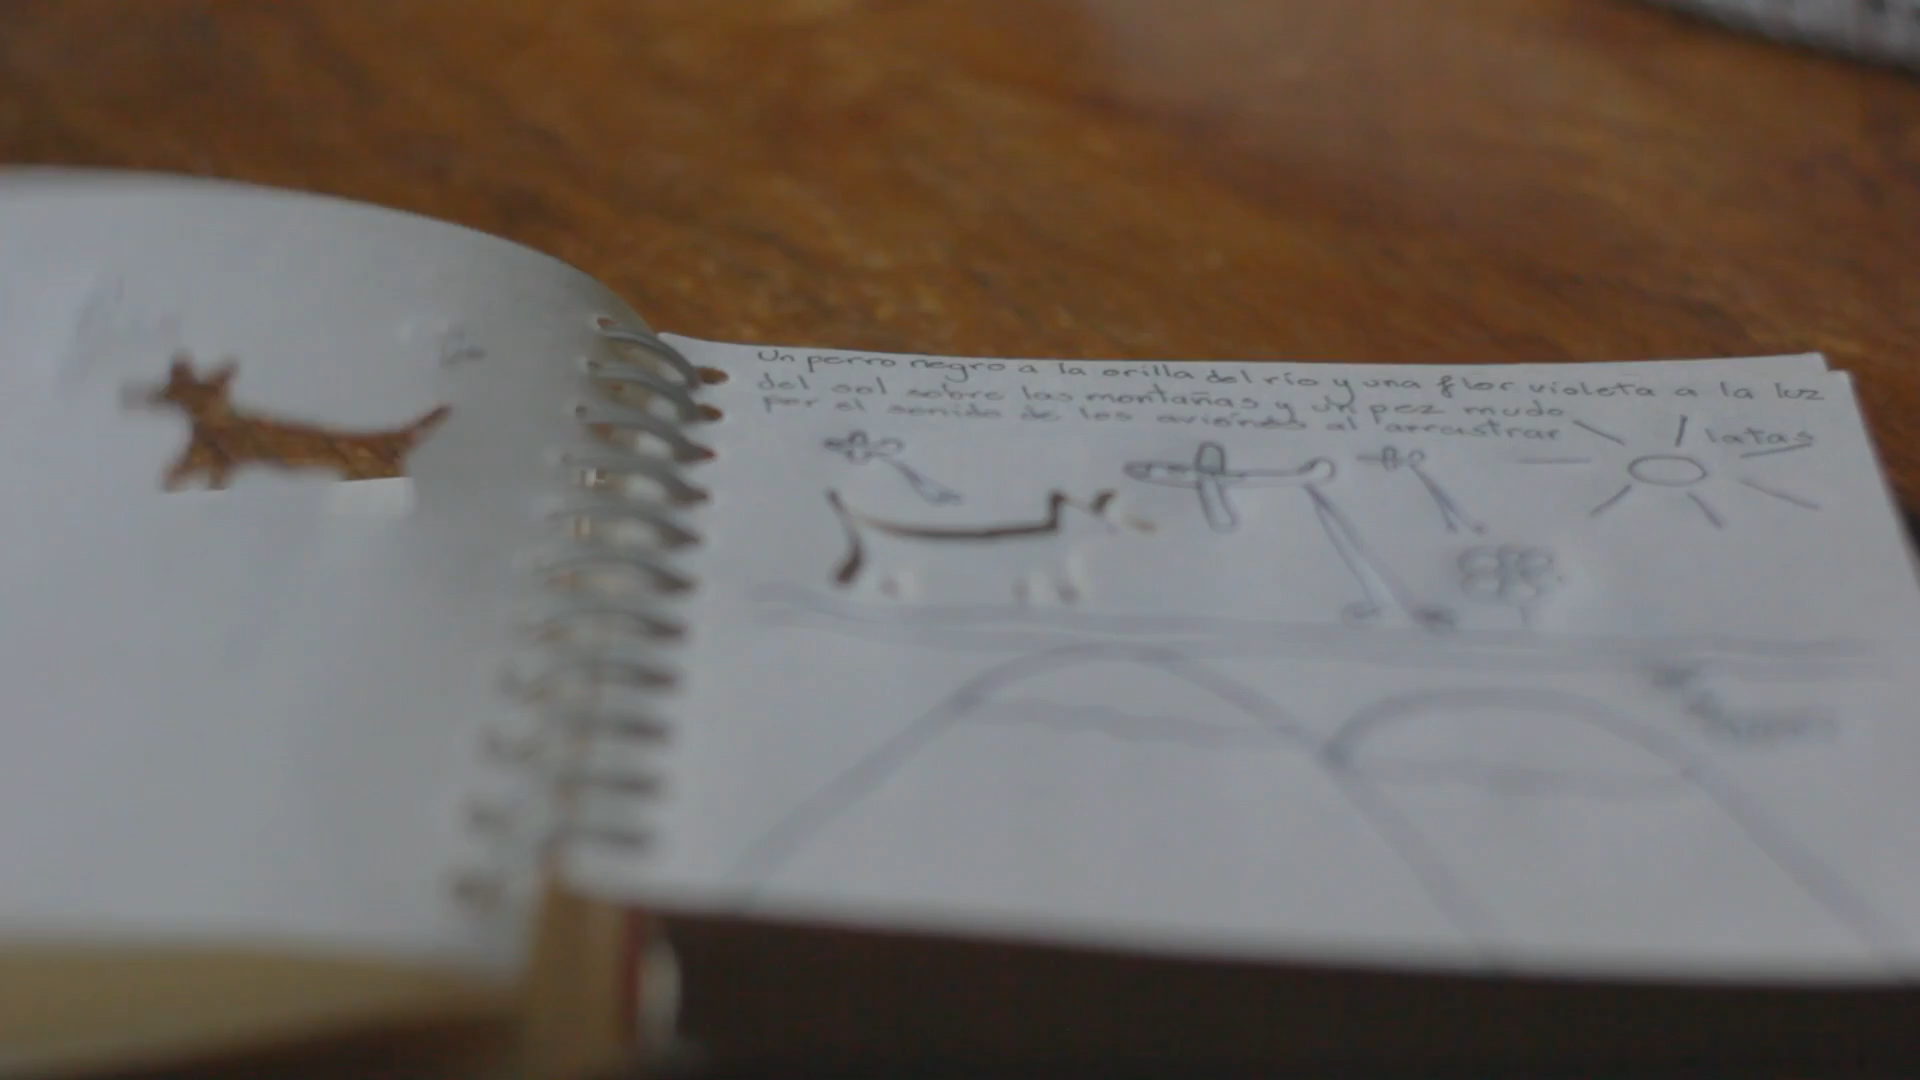 Un perro negro a la orilla del río y una flor violeta a la luz
del sol sobre las montañas y un pez mudo
por el sonido de los aviones al arrastrar latas